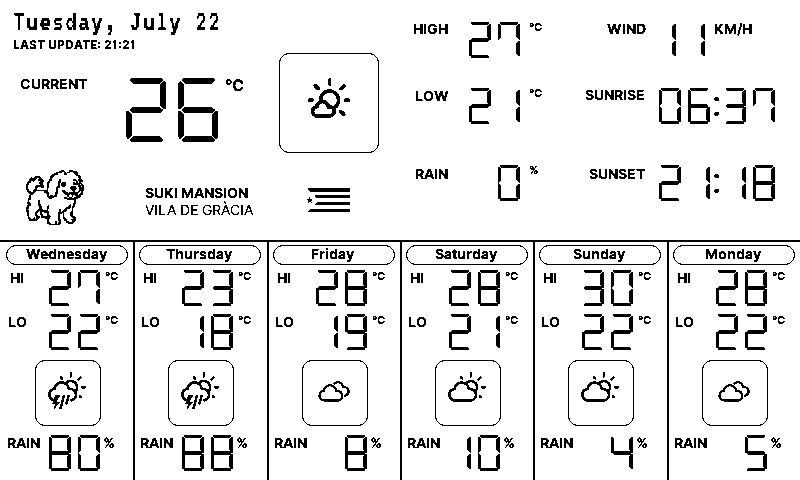 Tuesday, July 22
LAST UPDATE: 21:21
CURRENT 26 °C
SUKI MANSION
VILA DE GRÀCIA
HIGH 27 °C
LOW 21 °C
RAIN 0 %
WIND 11 KM/H
SUNRISE 06:37
SUNSET 21:18
Wednesday
HI 27 °C
LO 22 °C
RAIN 80 %
Thursday
HI 23 °C
LO 18 °C
RAIN 88 %
Friday
HI 28 °C
LO 19 °C
RAIN 8 %
Saturday
HI 28 °C
LO 21 °C
RAIN 10 %
Sunday
HI 30 °C
LO 22 °C
RAIN 4 %
Monday
HI 28 °C
LO 22 °C
RAIN 5 %